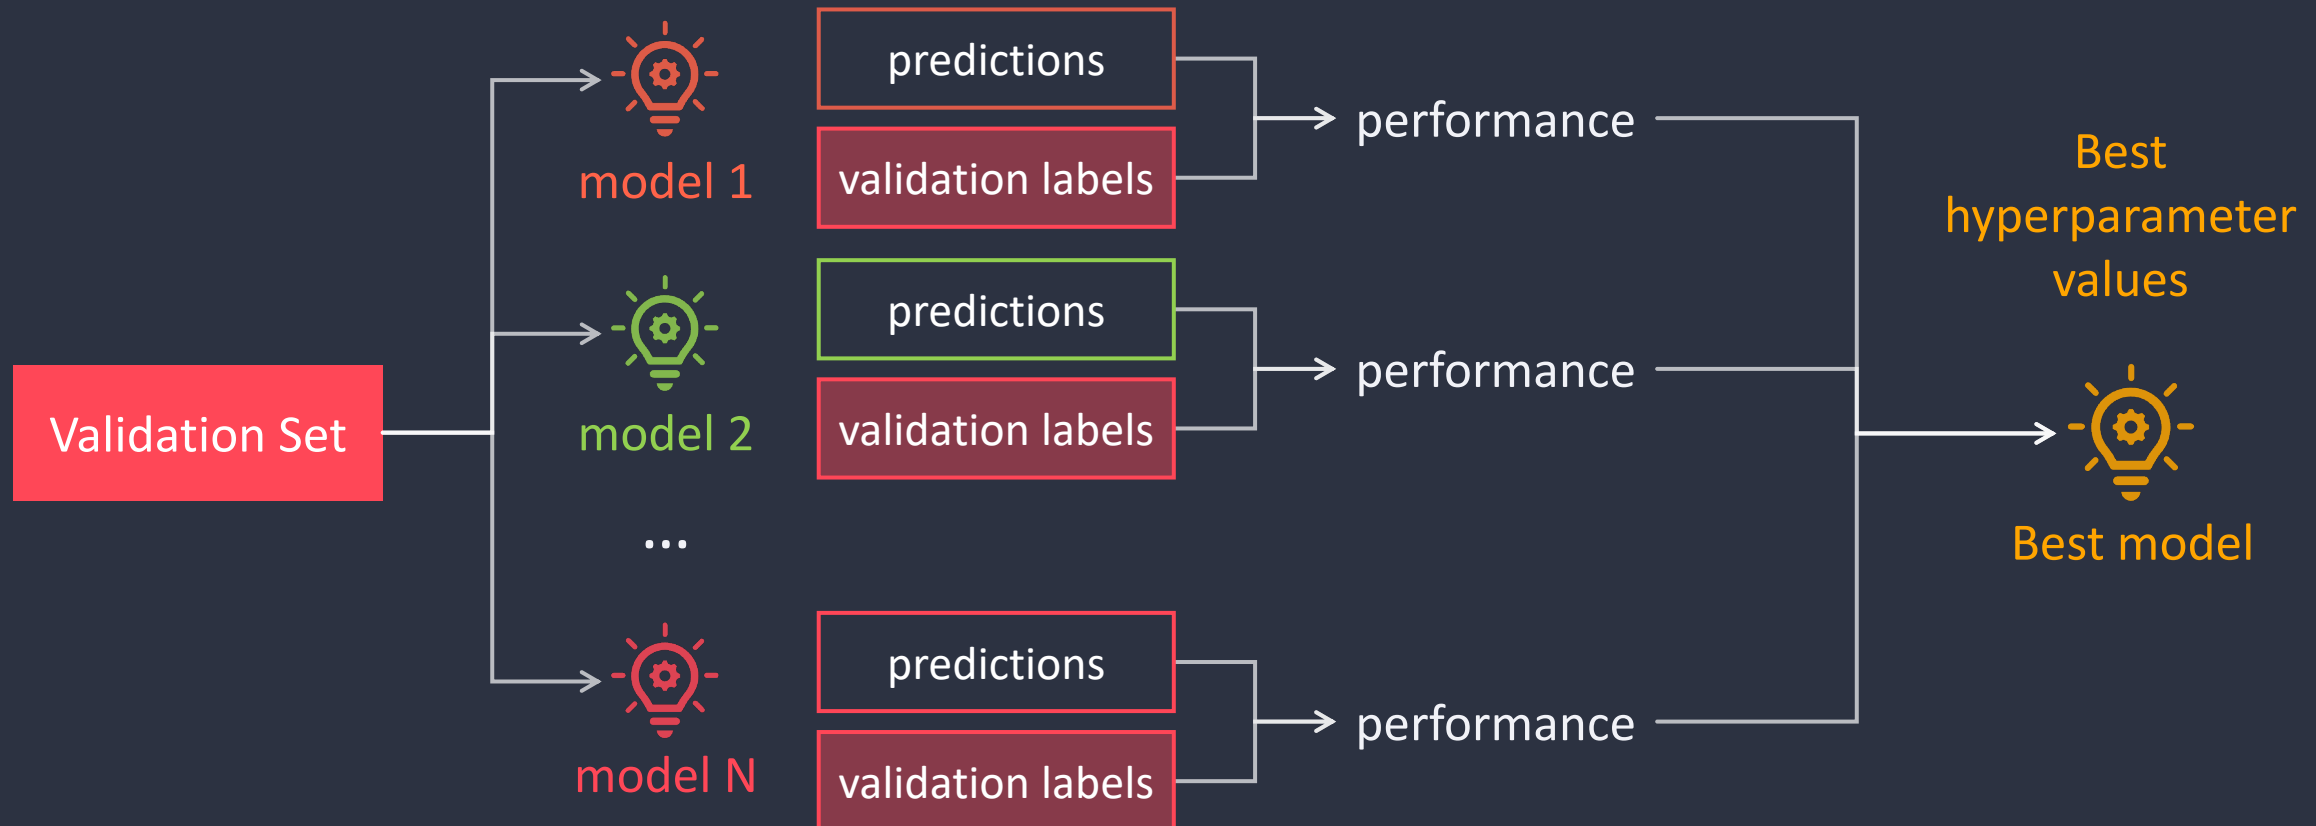 predictions
validation labels
model 1
performance
Best
hyperparameter
values
predictions
validation labels
model 2
performance
Validation Set
Best model
...
predictions
validation labels
model N
performance